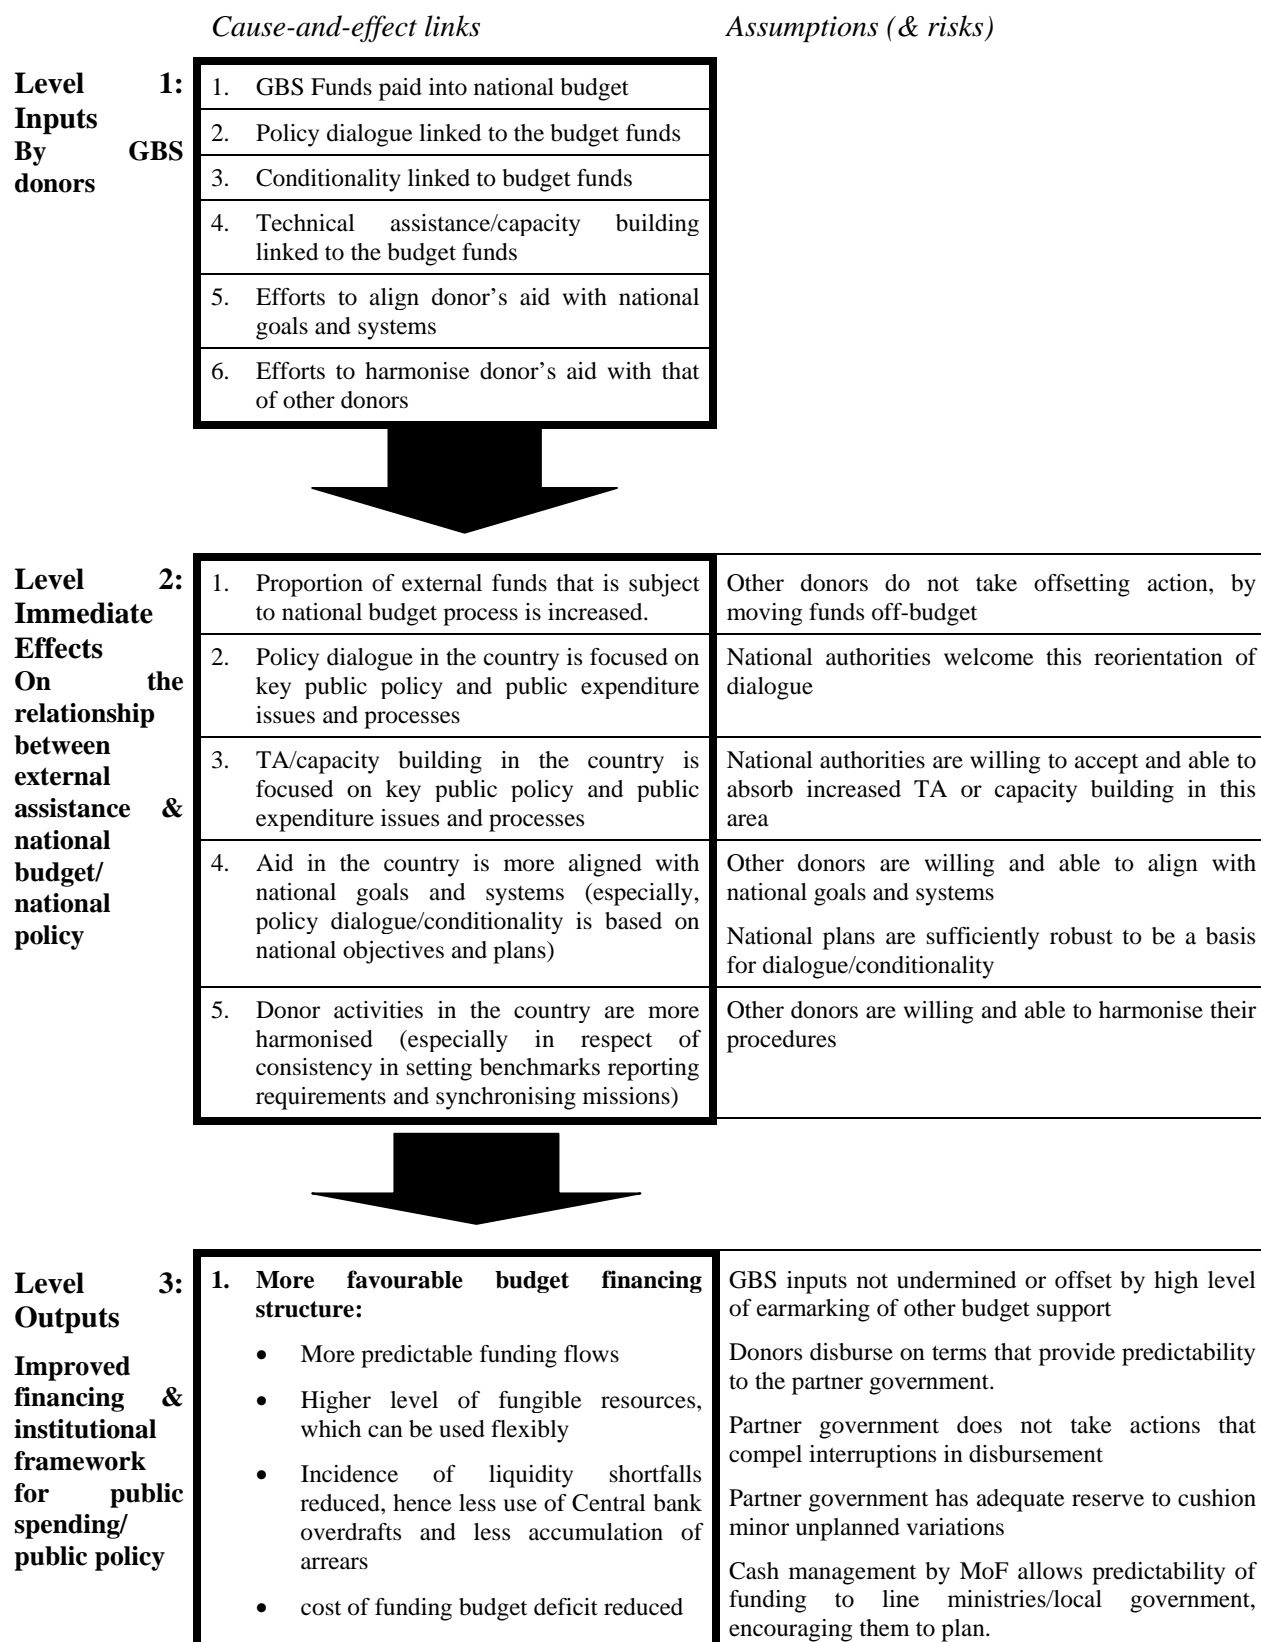 Cause-and-effect links
Assumptions (& risks)
Level 1:
Inputs
By GBS
donors
1. GBS Funds paid into national budget
2. Policy dialogue linked to the budget funds
3. Conditionality linked to budget funds
4. Technical assistance/capacity building
linked to the budget funds
5. Efforts to align donor’s aid with national
goals and systems
6. Efforts to harmonise donor’s aid with that
of other donors
Level 2:
Immediate
Effects
On the
relationship
between
external
assistance &
national
budget/
national
policy
1. Proportion of external funds that is subject
to national budget process is increased.
Other donors do not take offsetting action, by
moving funds off-budget
2. Policy dialogue in the country is focused on
key public policy and public expenditure
issues and processes
National authorities welcome this reorientation of
dialogue
3. TA/capacity building in the country is
focused on key public policy and public
expenditure issues and processes
National authorities are willing to accept and able to
absorb increased TA or capacity building in this
area
4. Aid in the country is more aligned with
national goals and systems (especially,
policy dialogue/conditionality is based on
national objectives and plans)
Other donors are willing and able to align with
national goals and systems
National plans are sufficiently robust to be a basis
for dialogue/conditionality
5. Donor activities in the country are more
harmonised (especially in respect of
consistency in setting benchmarks reporting
requirements and synchronising missions)
Other donors are willing and able to harmonise their
procedures
Level 3:
Outputs
Improved
financing &
institutional
framework
for public
spending/
public policy
1. More favourable budget financing
structure:
• More predictable funding flows
• Higher level of fungible resources,
which can be used flexibly
• Incidence of liquidity shortfalls
reduced, hence less use of Central bank
overdrafts and less accumulation of
arrears
• cost of funding budget deficit reduced
GBS inputs not undermined or offset by high level
of earmarking of other budget support
Donors disburse on terms that provide predictability
to the partner government.
Partner government does not take actions that
compel interruptions in disbursement
Partner government has adequate reserve to cushion
minor unplanned variations
Cash management by MoF allows predictability of
funding to line ministries/local government,
encouraging them to plan.